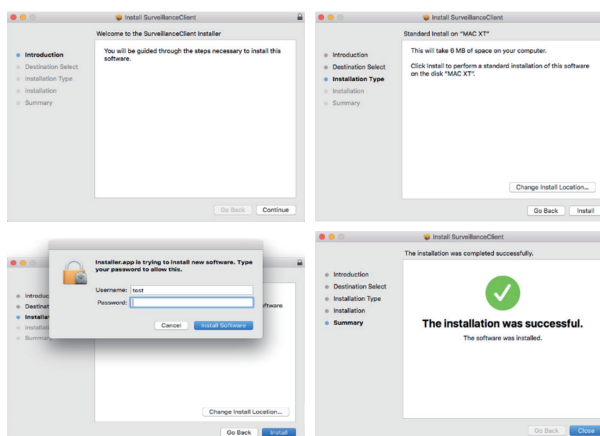 Install SurveillanceClient
Welcome to the SurveillanceClient Installer
Introduction
Destination Select
Installation Type
Installation
Summary
You will be guided through the steps necessary to install this
software.
Go Back
Continue
Install SurveillanceClient
Standard Install on "MAC XT"
Introduction
Destination Select
Installation Type
Installation
Summary
This will take 6 MB of space on your computer.
Click Install to perform a standard installation of this software
on the disk "MAC XT".
Change Install Location...
Go Back
Install
Installer.app is trying to install new software. Type
your password to allow this.
Username: test
Password:
Cancel
Install Software
Introduc
Destinat
Installat
Installati
Summary
ftware
Change Install Location...
Go Back
Install
Install SurveillanceClient
The installation was completed successfully.
Introduction
Destination Select
Installation Type
Installation
Summary
The installation was successful.
The software was installed.
Go Back
Close